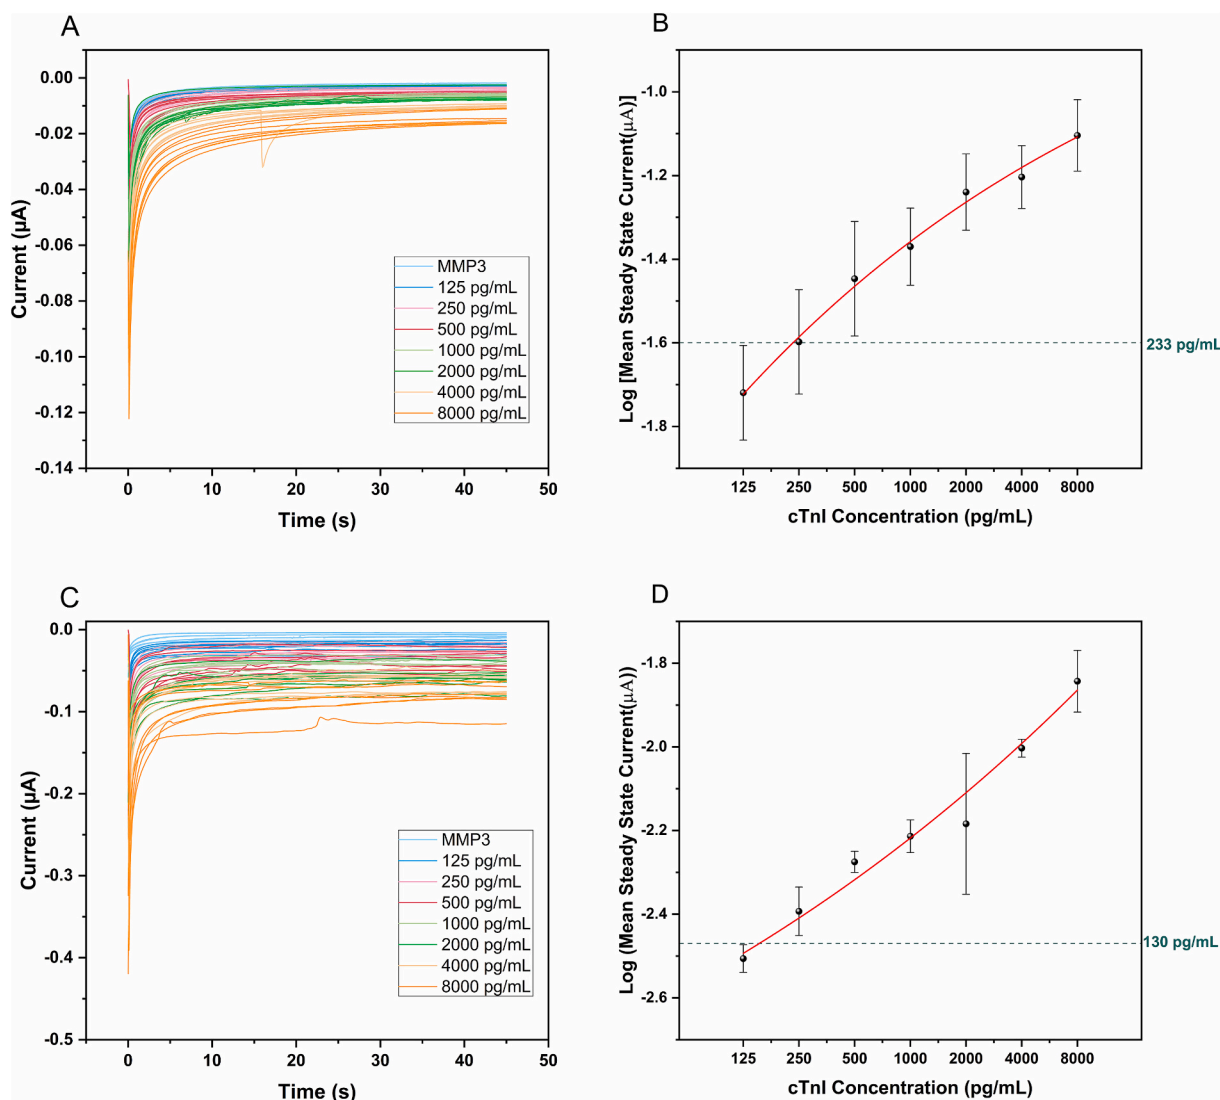 A
0.00
-0.02
-0.04
-0.06
-0.08
-0.10
-0.12
-0.14
Current (µA)
MMP3
125 pg/mL
250 pg/mL
500 pg/mL
1000 pg/mL
2000 pg/mL
4000 pg/mL
8000 pg/mL
0 10 20 30 40 50
Time (s)
B
-1.0
-1.2
-1.4
-1.6
-1.8
Log [Mean Steady State Current(µA)]
233 pg/mL
125 250 500 1000 2000 4000 8000
cTnI Concentration (pg/mL)
C
0.0
-0.1
-0.2
-0.3
-0.4
-0.5
Current (µA)
MMP3
125 pg/mL
250 pg/mL
500 pg/mL
1000 pg/mL
2000 pg/mL
4000 pg/mL
8000 pg/mL
0 10 20 30 40 50
Time (s)
D
-1.8
-2.0
-2.2
-2.4
-2.6
Log (Mean Steady State Current(µA))
130 pg/mL
125 250 500 1000 2000 4000 8000
cTnI Concentration (pg/mL)